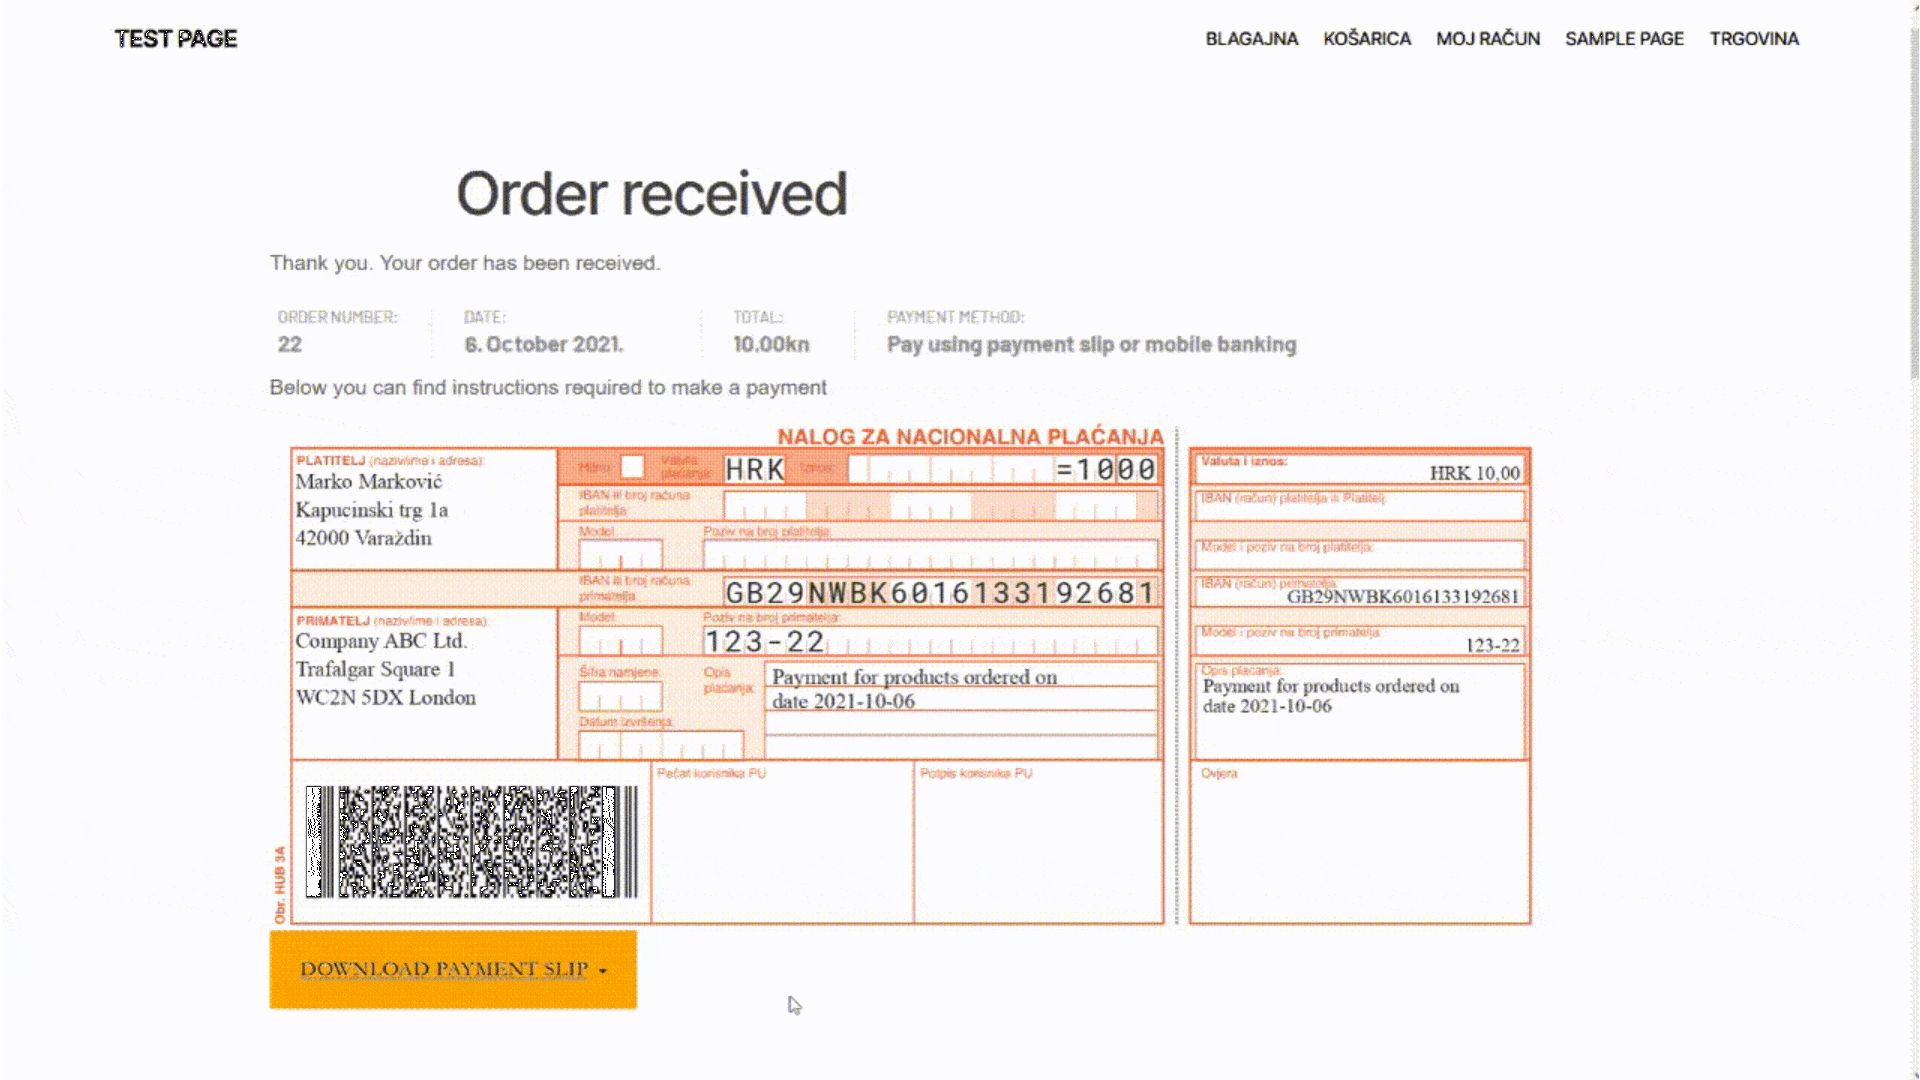 TEST PAGE
BLAGAJNA KOŠARICA MOJ RAČUN SAMPLE PAGE TRGOVINA
Order received
Thank you. Your order has been received.
ORDER NUMBER: DATE: TOTAL: PAYMENT METHOD:
22 6. October 2021. 10.00kn Pay using payment slip or mobile banking
Below you can find instructions required to make a payment
NALOG ZA NACIONALNA PLAĆANJA
PLATITELJ (naziv/ime i adresa):
Marko Marković
Kapucinski trg 1a
42000 Varaždin
Hitno: Valuta plaćanja: HRK Iznos: =1000
IBAN ili broj računa
platitelja:
Model: Poziv na broj platitelja:
IBAN ili broj računa
primatelja: GB29NWBK6016133192681
PRIMATELJ (naziv/ime i adresa):
Company ABC Ltd.
Trafalgar Square 1
WC2N 5DX London
Model: Poziv na broj primatelja:
123-22
Šifra namjene: Opis
plaćanja:
Payment for products ordered on
date 2021-10-06
Datum izvršenja:
Pečat korisnika PU
Potpis korisnika PU
Obr. HUB 3A
Valuta i iznos:
HRK 10,00
IBAN (račun) platitelja ili Platitelj:
Model i poziv na broj platitelja:
IBAN (račun) primatelja:
GB29NWBK6016133192681
Model i poziv na broj primatelja:
123-22
Opis plaćanja:
Payment for products ordered on
date 2021-10-06
Ovjera
DOWNLOAD PAYMENT SLIP